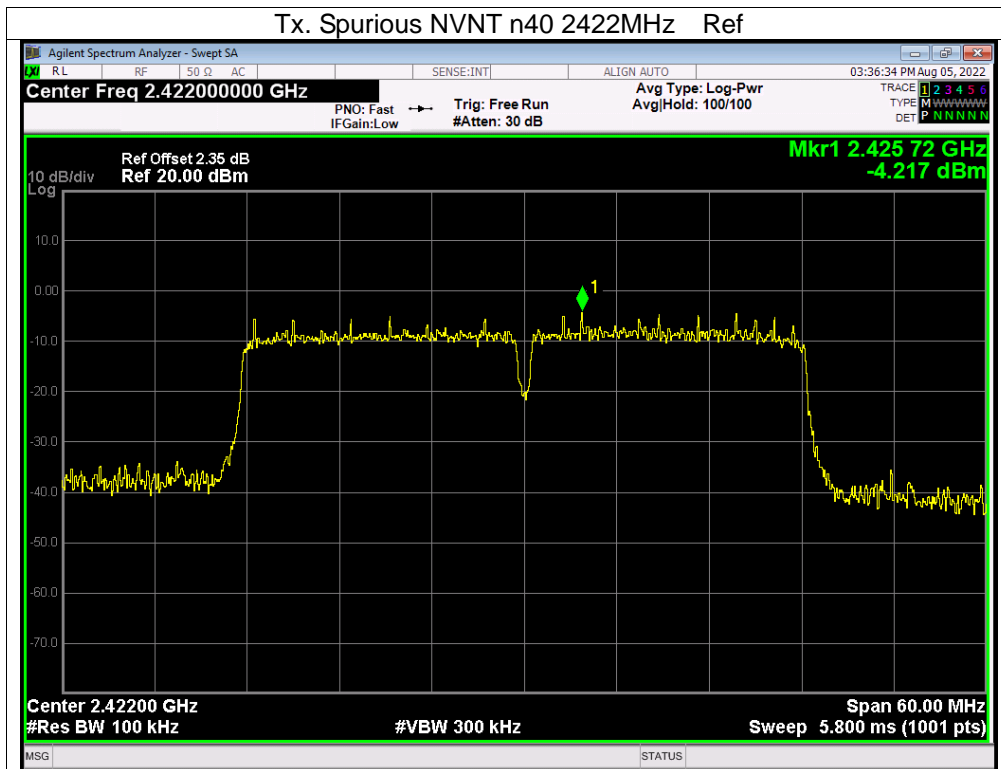 Tx. Spurious NVNT n40 2422MHz Ref
Agilent Spectrum Analyzer - Swept SA
LXI RL RF 50 Ω AC SENSE:INT ALIGN AUTO 03:36:34 PM Aug 05, 2022
Center Freq 2.422000000 GHz
PNO: Fast
IFGain:Low
Trig: Free Run
#Atten: 30 dB
Avg Type: Log-Pwr
Avg|Hold: 100/100
TRACE 1 2 3 4 5 6
TYPE M WWWWW
DET P N N N N N
Mkr1 2.425 72 GHz
-4.217 dBm
Ref Offset 2.35 dB
10 dB/div Ref 20.00 dBm
Log
10.0
0.00
1
-10.0
-20.0
-30.0
-40.0
-50.0
-60.0
-70.0
Center 2.42200 GHz Span 60.00 MHz
#Res BW 100 kHz #VBW 300 kHz Sweep 5.800 ms (1001 pts)
MSG STATUS